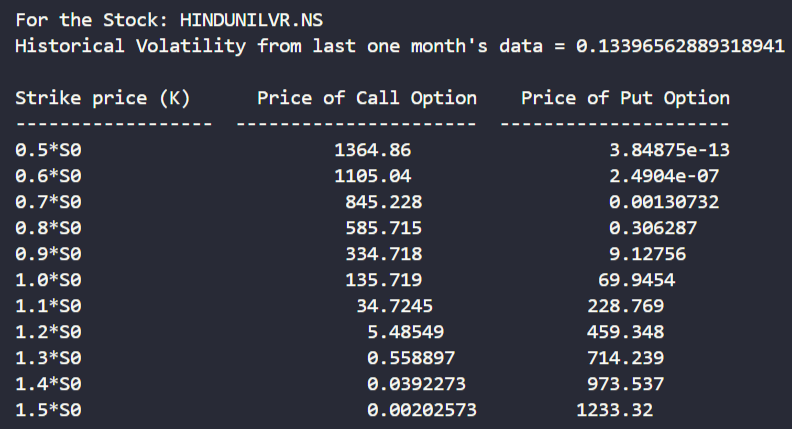 For the Stock: HINDUNILVR.NS
Historical Volatility from last one month's data = 0.13396562889318941
Strike price (K) Price of Call Option Price of Put Option
------------------ ---------------------- ---------------------
0.5*S0 1364.86 3.84875e-13
0.6*S0 1105.04 2.4904e-07
0.7*S0 845.228 0.00130732
0.8*S0 585.715 0.306287
0.9*S0 334.718 9.12756
1.0*S0 135.719 69.9454
1.1*S0 34.7245 228.769
1.2*S0 5.48549 459.348
1.3*S0 0.558897 714.239
1.4*S0 0.0392273 973.537
1.5*S0 0.00202573 1233.32